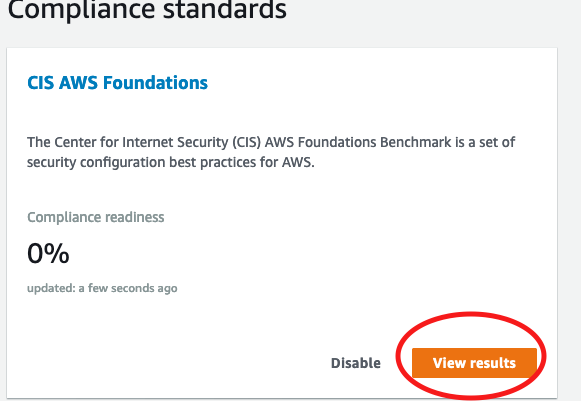 Compliance standards
CIS AWS Foundations
The Center for Internet Security (CIS) AWS Foundations Benchmark is a set of
security configuration best practices for AWS.
Compliance readiness
0%
updated: a few seconds ago
Disable
View results